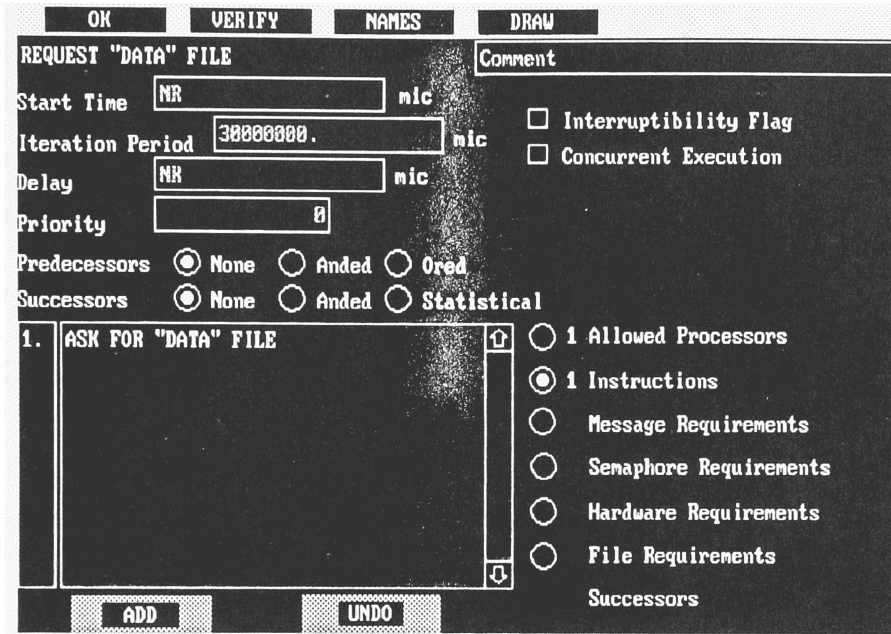 OK VERIFY NAMES DRAW
REQUEST "DATA" FILE
Comment
Start Time NR mic
Iteration Period 30000000. mic
Delay NR mic
Priority 0
Interruptibility Flag
Concurrent Execution
Predecessors None Anded Ored
Successors None Anded Statistical
1. ASK FOR "DATA" FILE
1 Allowed Processors
1 Instructions
Message Requirements
Semaphore Requirements
Hardware Requirements
File Requirements
Successors
ADD UNDO